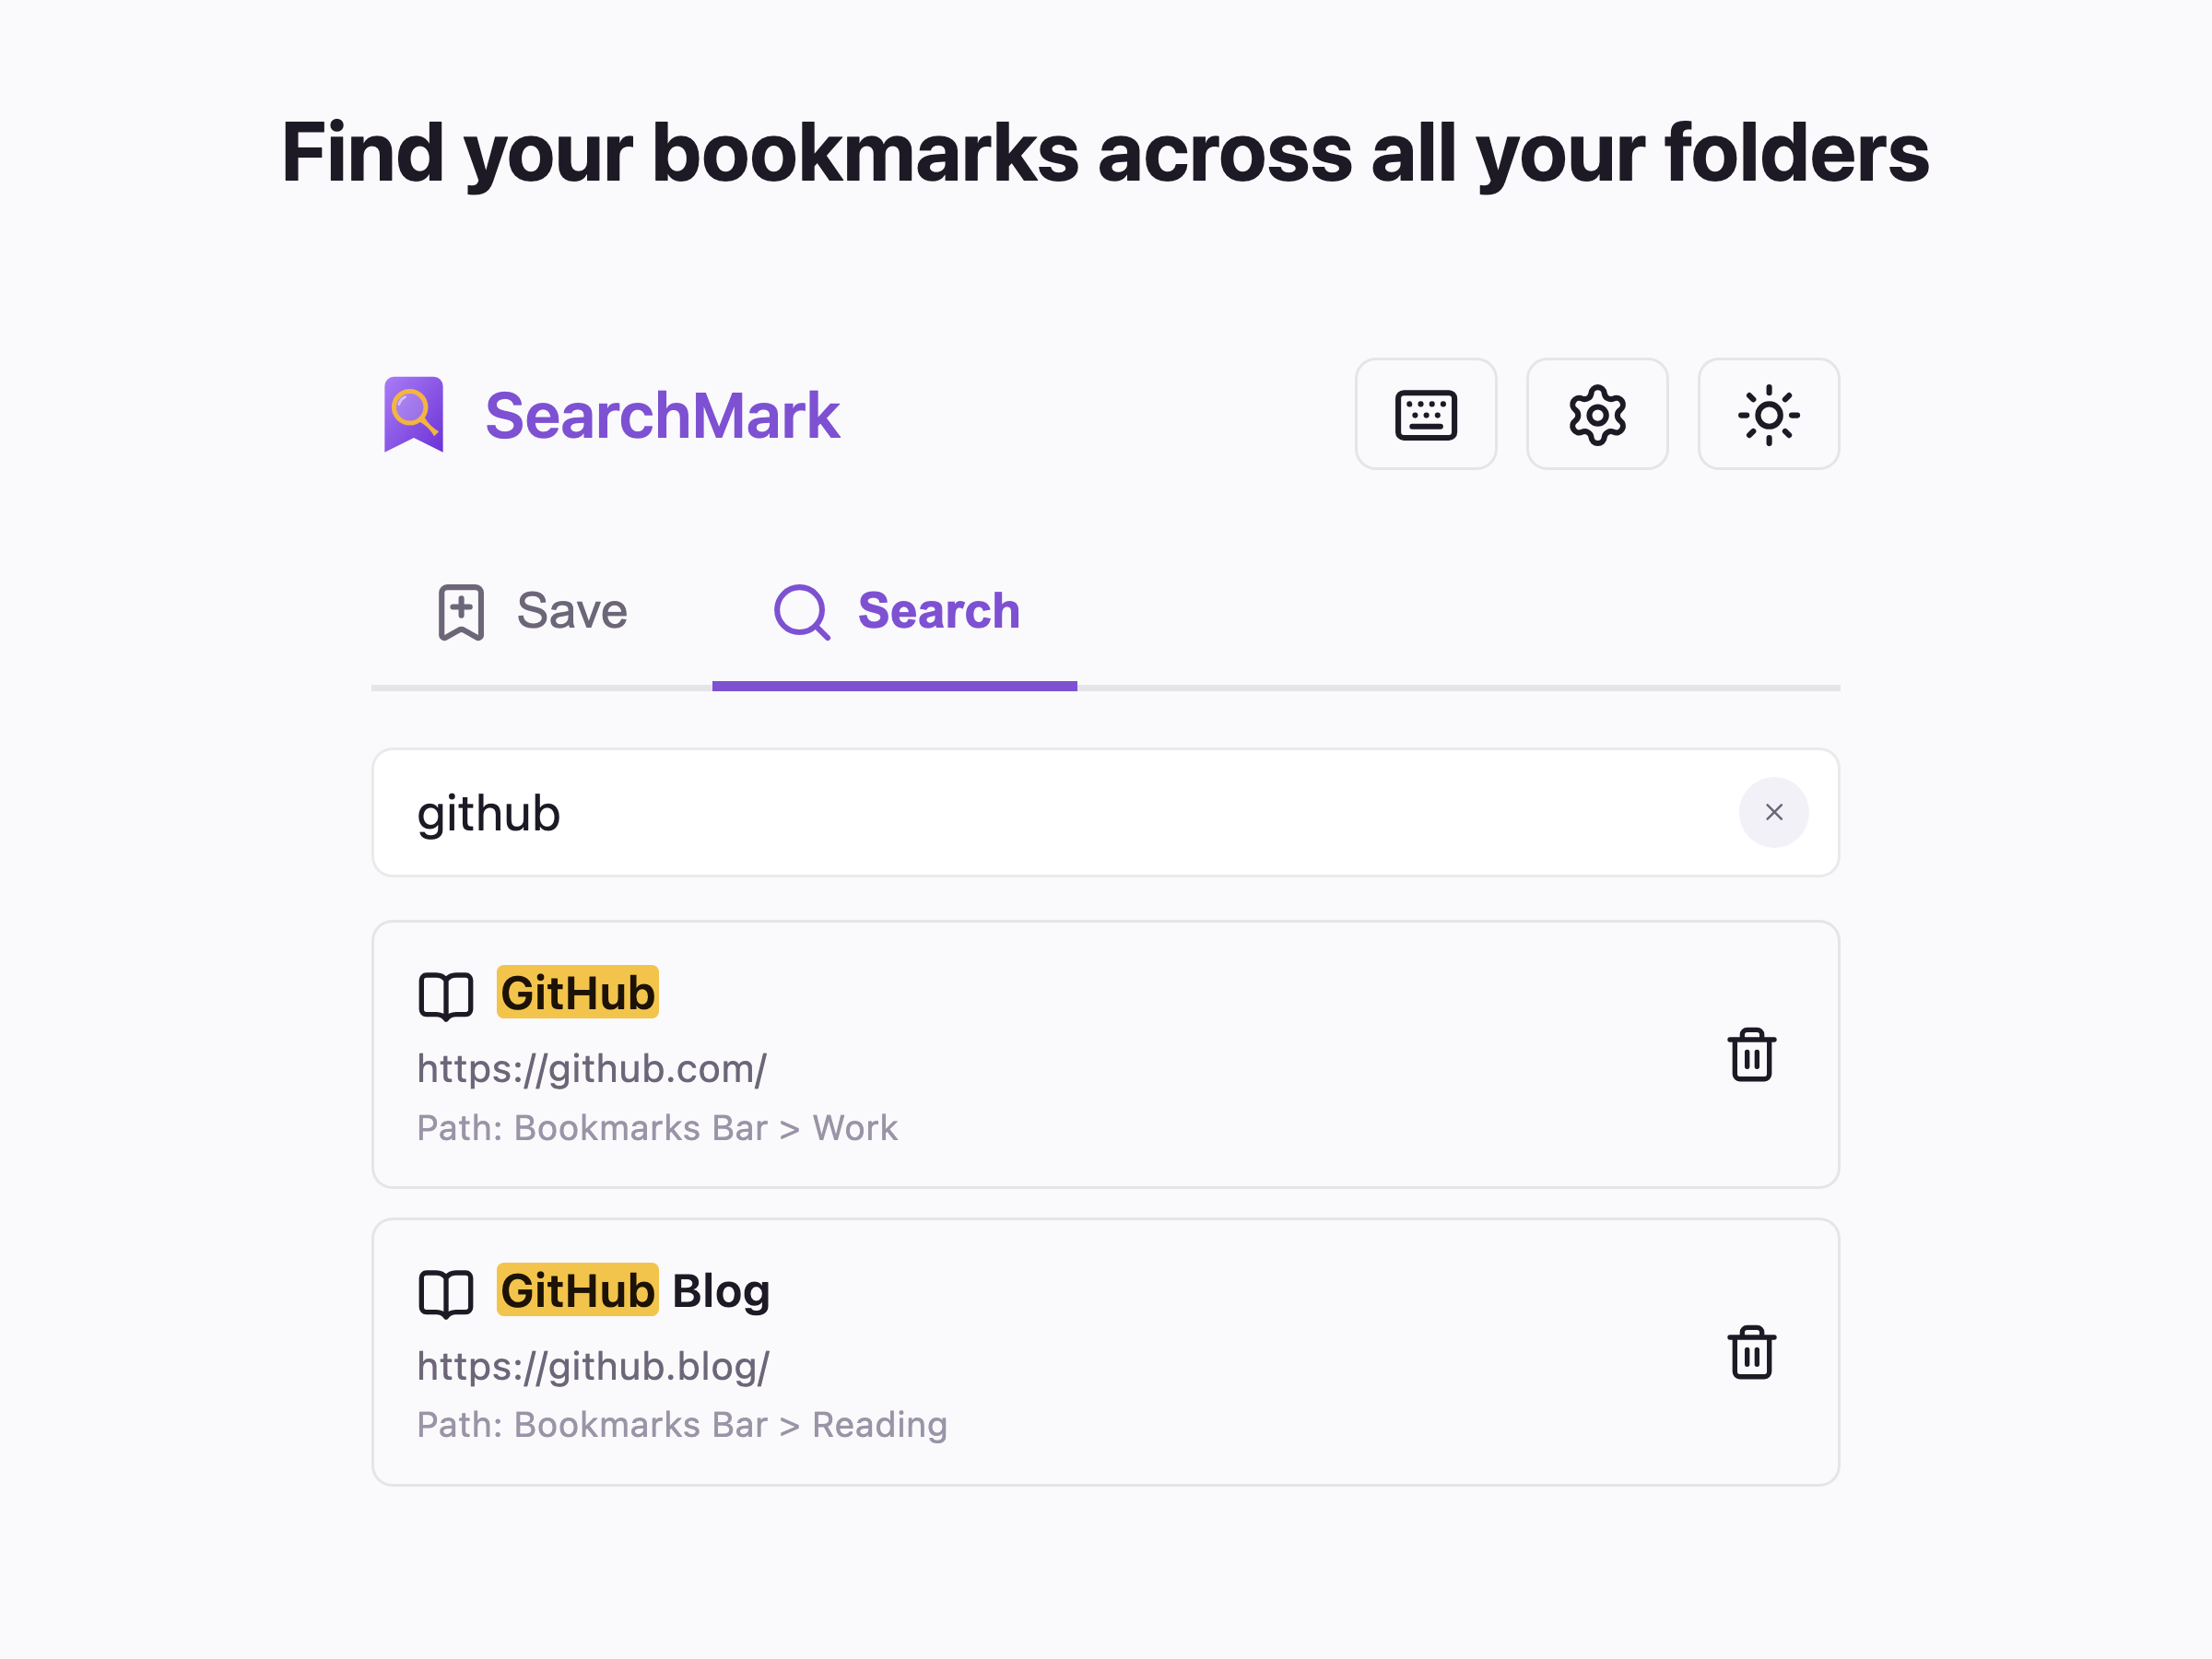 Find your bookmarks across all your folders
SearchMark
Save
Search
github
GitHub
https://github.com/
Path: Bookmarks Bar > Work
GitHub Blog
https://github.blog/
Path: Bookmarks Bar > Reading